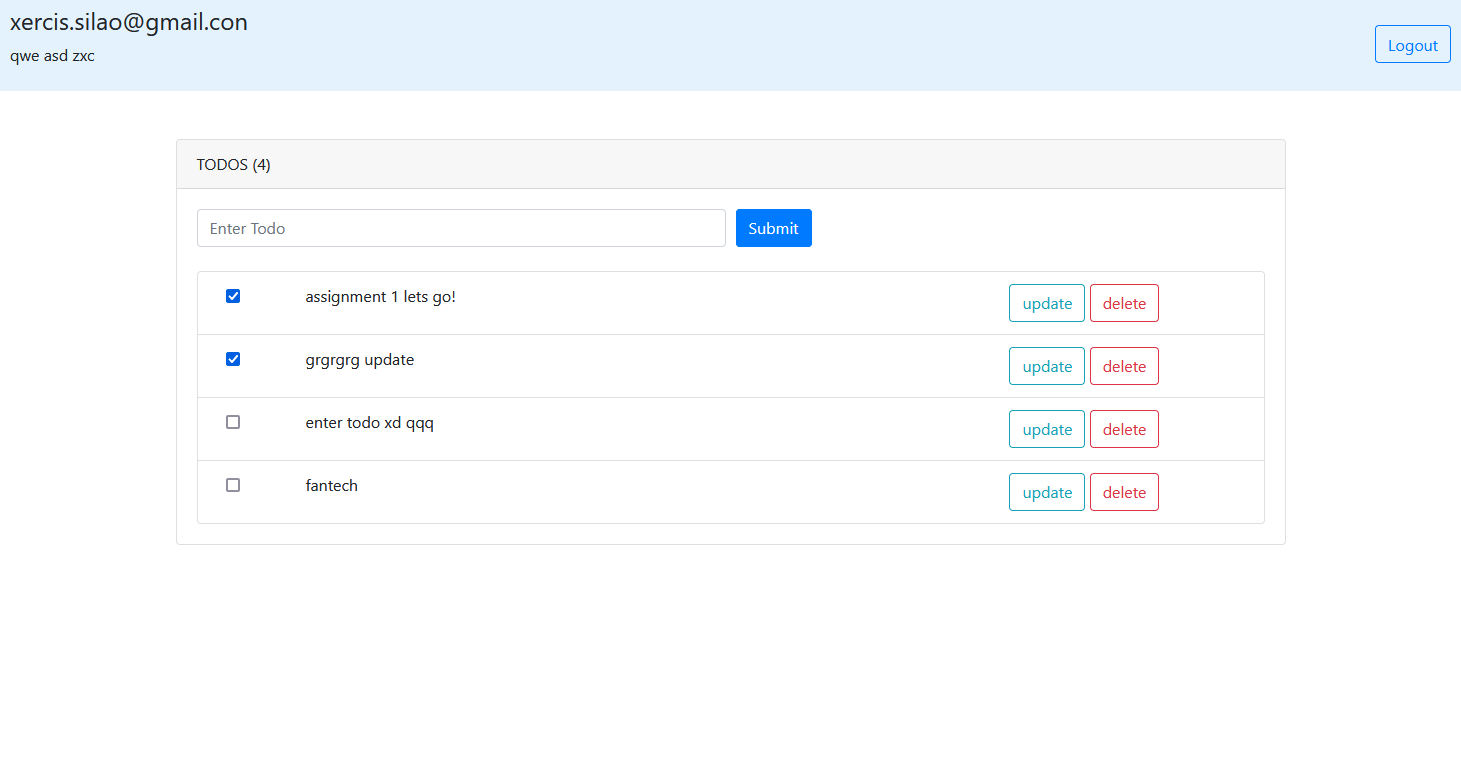 xercis.silao@gmail.con
qwe asd zxc
Logout
TODOS (4)
Enter Todo
Submit
assignment 1 lets go!
update
delete
grgrgrg update
update
delete
enter todo xd qqq
update
delete
fantech
update
delete